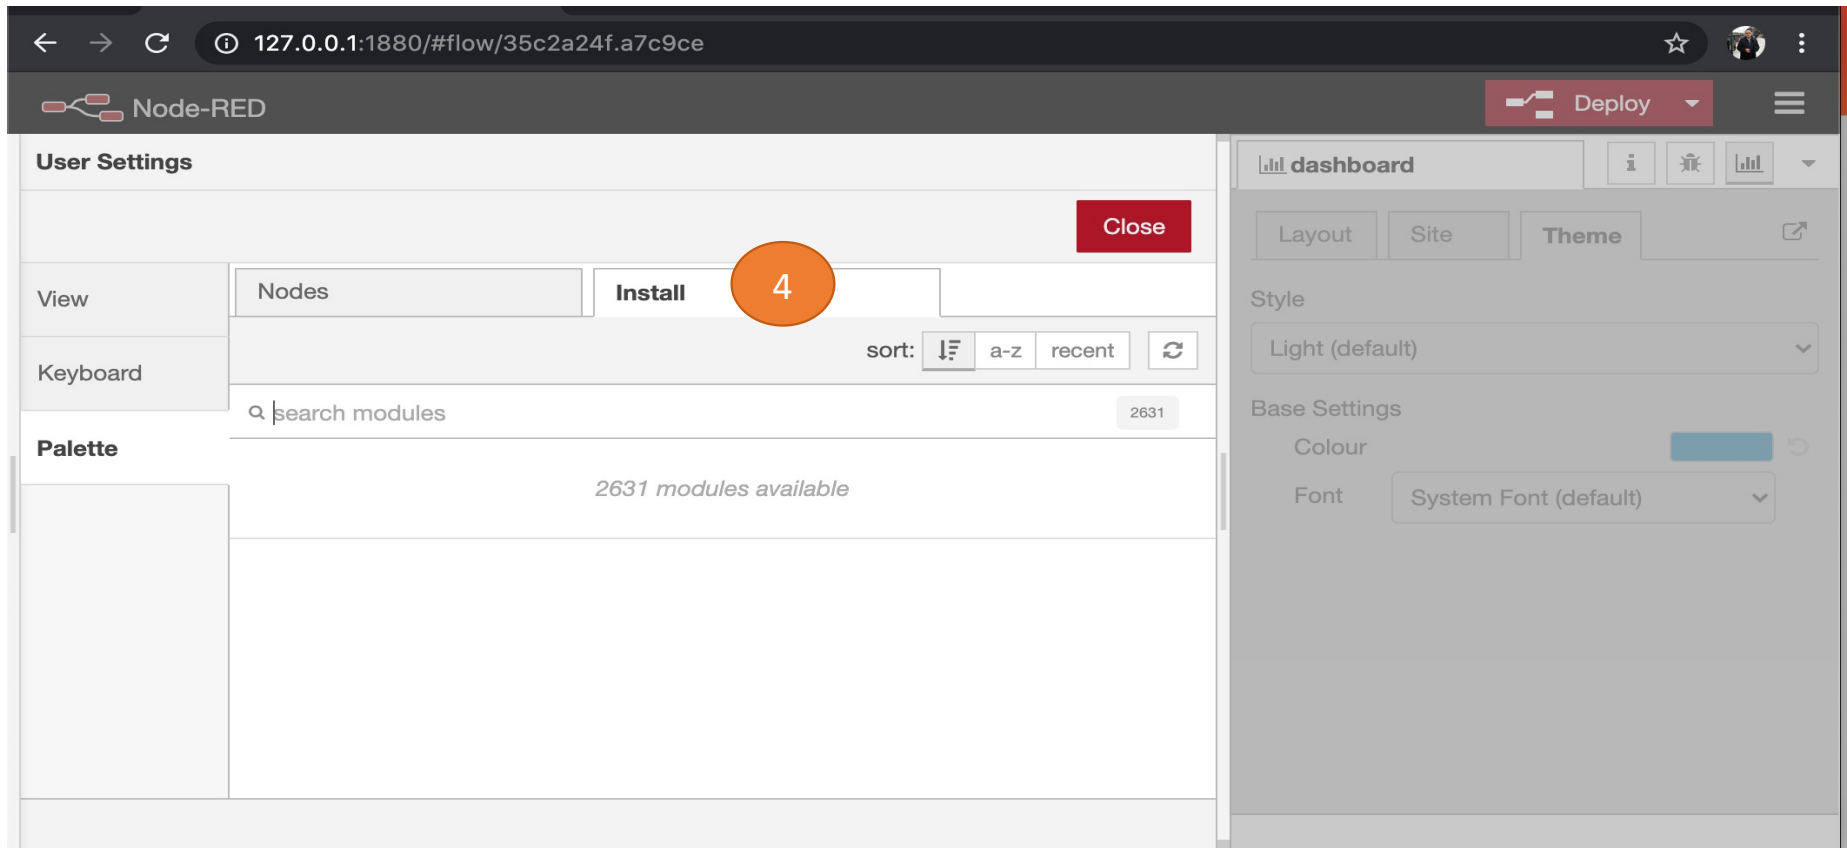 127.0.0.1:1880/#flow/35c2a24f.a7c9ce
Node-RED
Deploy
User Settings
dashboard
Close
Layout
Site
Theme
View
Nodes
Install
4
Style
sort:
a-z
recent
Light (default)
Keyboard
search modules
2631
Base Settings
Colour
Palette
2631 modules available
Font
System Font (default)